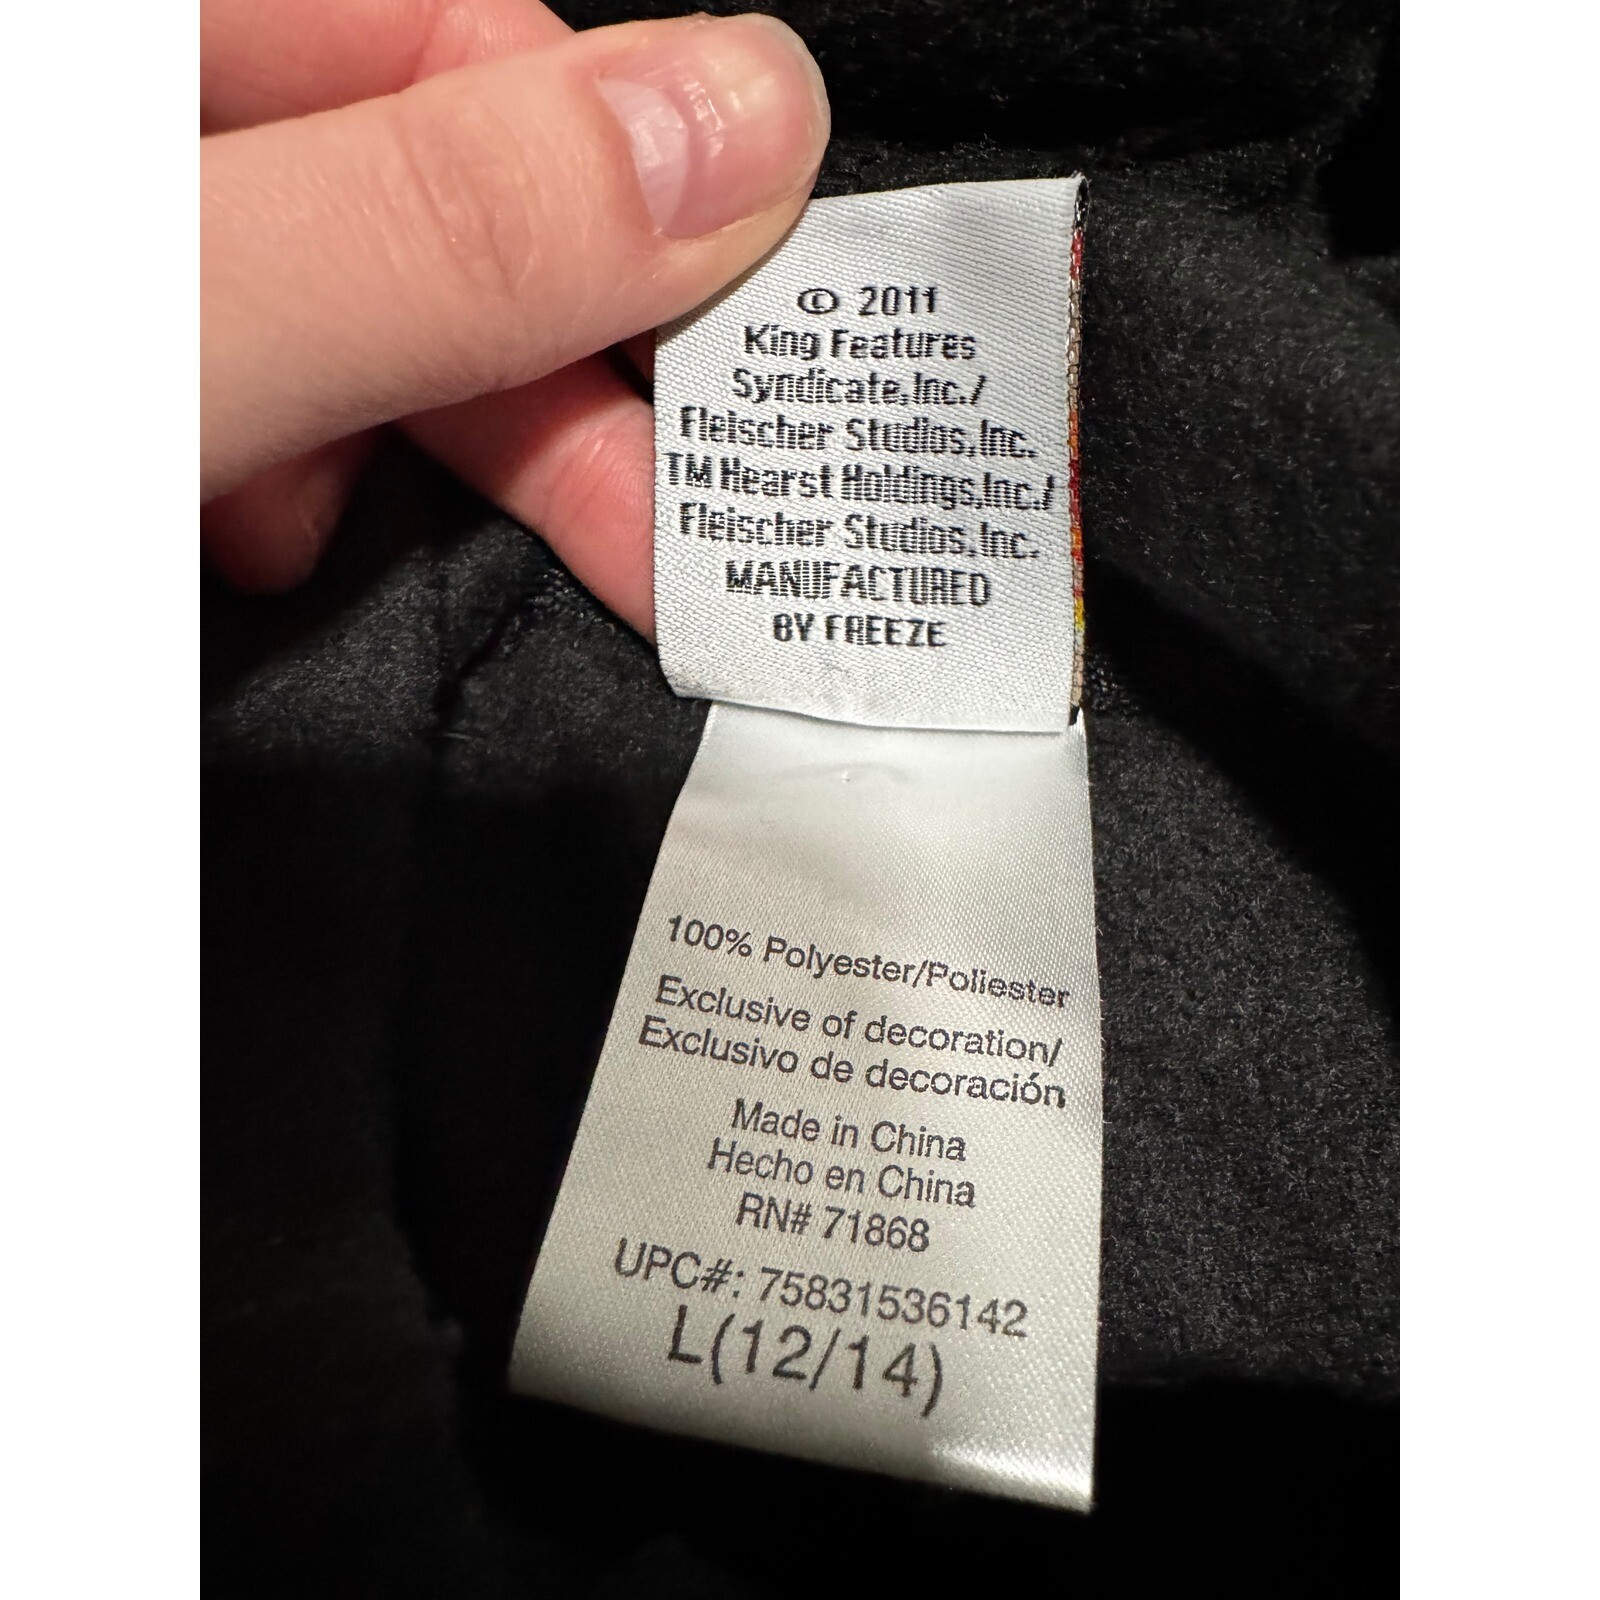 © 2011
King Features
Syndicate,Inc./
Fleischer Studios,Inc.
TM Hearst Holdings,Inc./
Fleischer Studios,Inc.
MANUFACTURED
BY FREEZE
100% Polyester/Poliester
Exclusive of decoration/
Exclusivo de decoración
Made in China
Hecho en China
RN# 71868
UPC#: 75831536142
L(12/14)